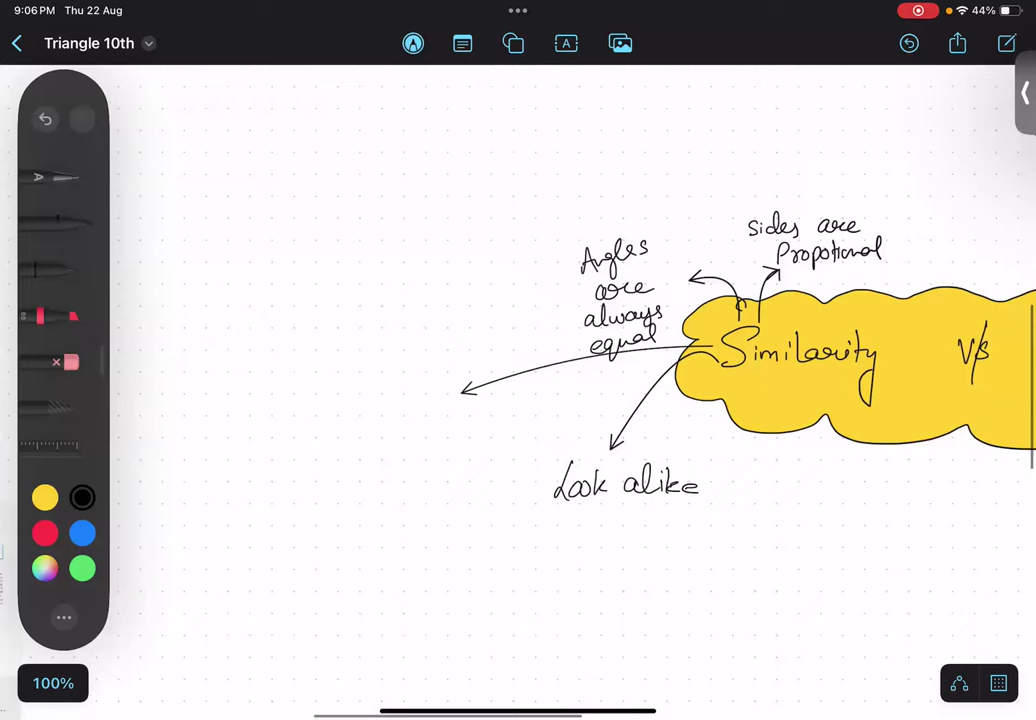 9:06 PM Thu 22 Aug
44%
Triangle 10th
A
A
sides are
Propotional
Angles
are
always
equal
Similarity V/s
Look alike
100%